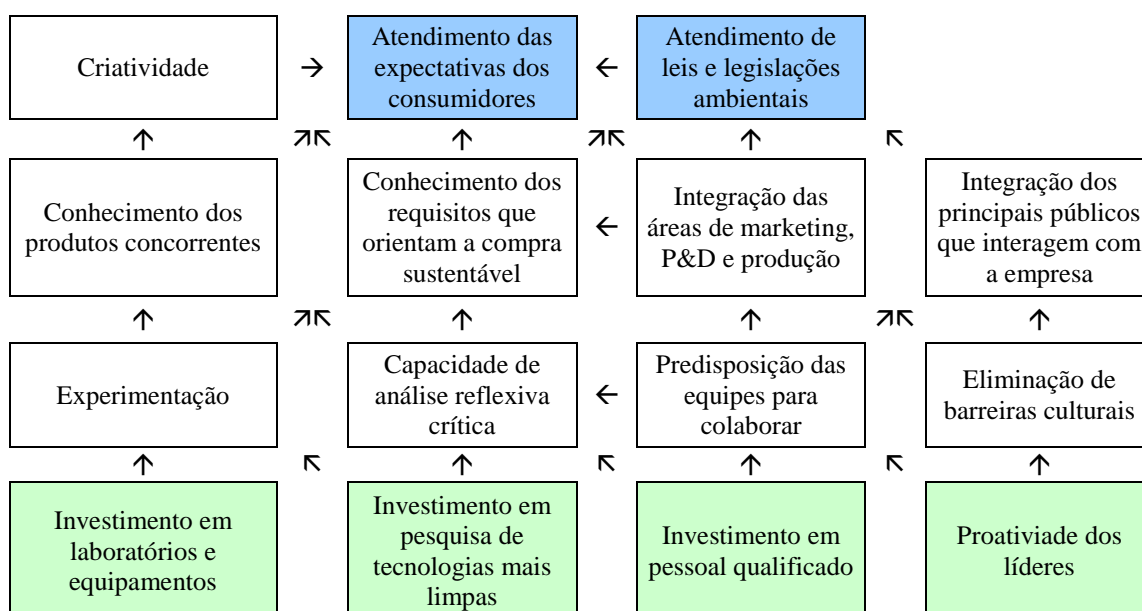 Criatividade
Atendimento das
expectativas dos
consumidores
Atendimento de
leis e legislações
ambientais
Conhecimento dos
produtos concorrentes
Conhecimento dos
requisitos que
orientam a compra
sustentável
Integração das
áreas de marketing,
P&D e produção
Integração dos
principais públicos
que interagem com
a empresa
Experimentação
Capacidade de
análise reflexiva
crítica
Predisposição das
equipes para
colaborar
Eliminação de
barreiras culturais
Investimento em
laboratórios e
equipamentos
Investimento em
pesquisa de
tecnologias mais
limpas
Investimento em
pessoal qualificado
Proativiade dos
líderes